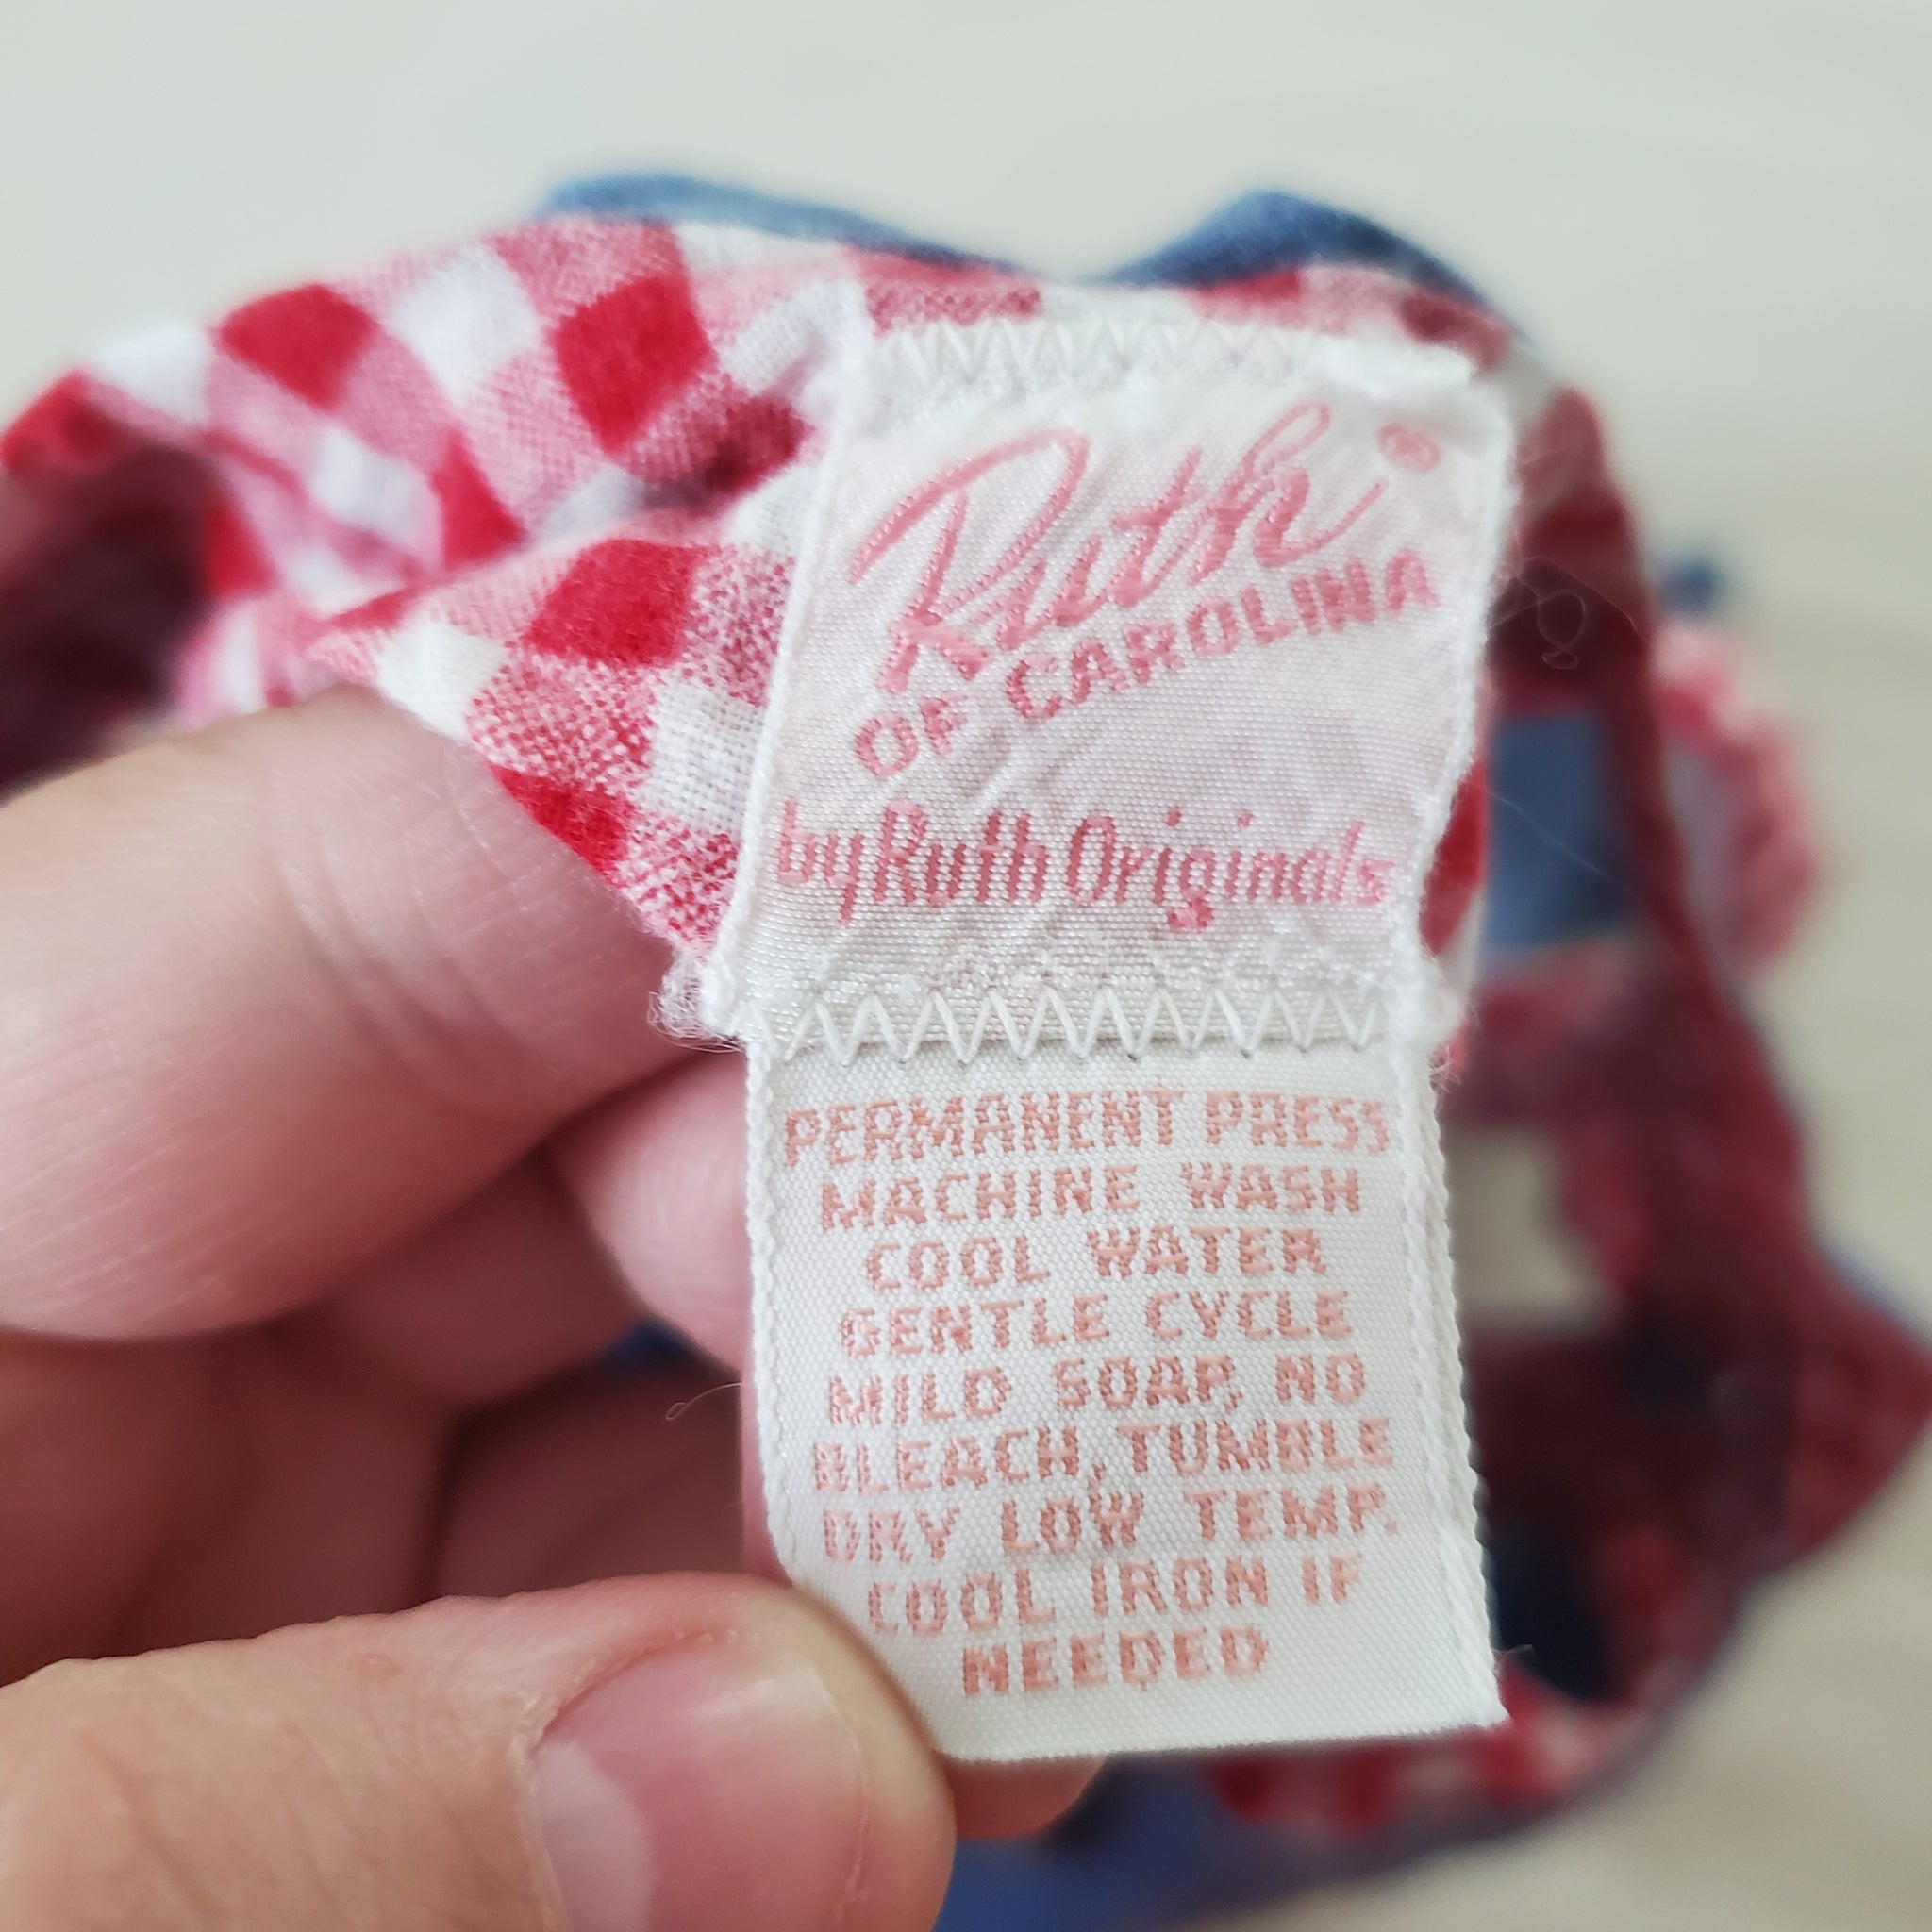 Ruth®
OF CAROLINA
by Ruth Originals
PERMANENT PRESS
MACHINE WASH
COOL WATER
GENTLE CYCLE
MILD SOAP, NO
BLEACH, TUMBLE
DRY LOW TEMP.
COOL IRON IF
NEEDED